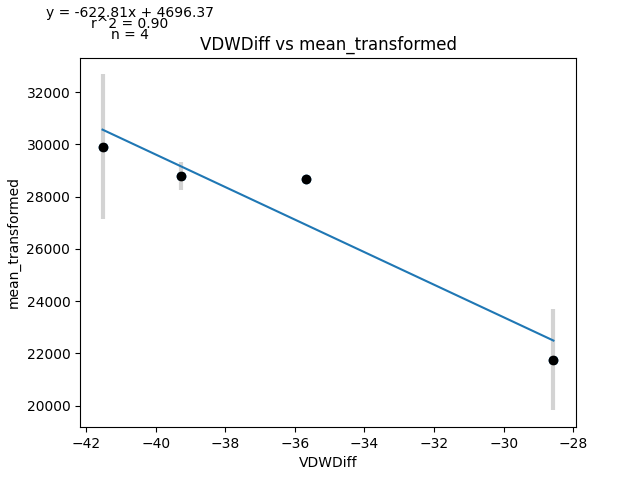 y = -622.81x + 4696.37
r^2 = 0.90
n = 4
VDWDiff vs mean_transformed
32000
30000
28000
26000
24000
22000
20000
mean_transformed
−42
−40
−38
−36
−34
−32
−30
−28
VDWDiff